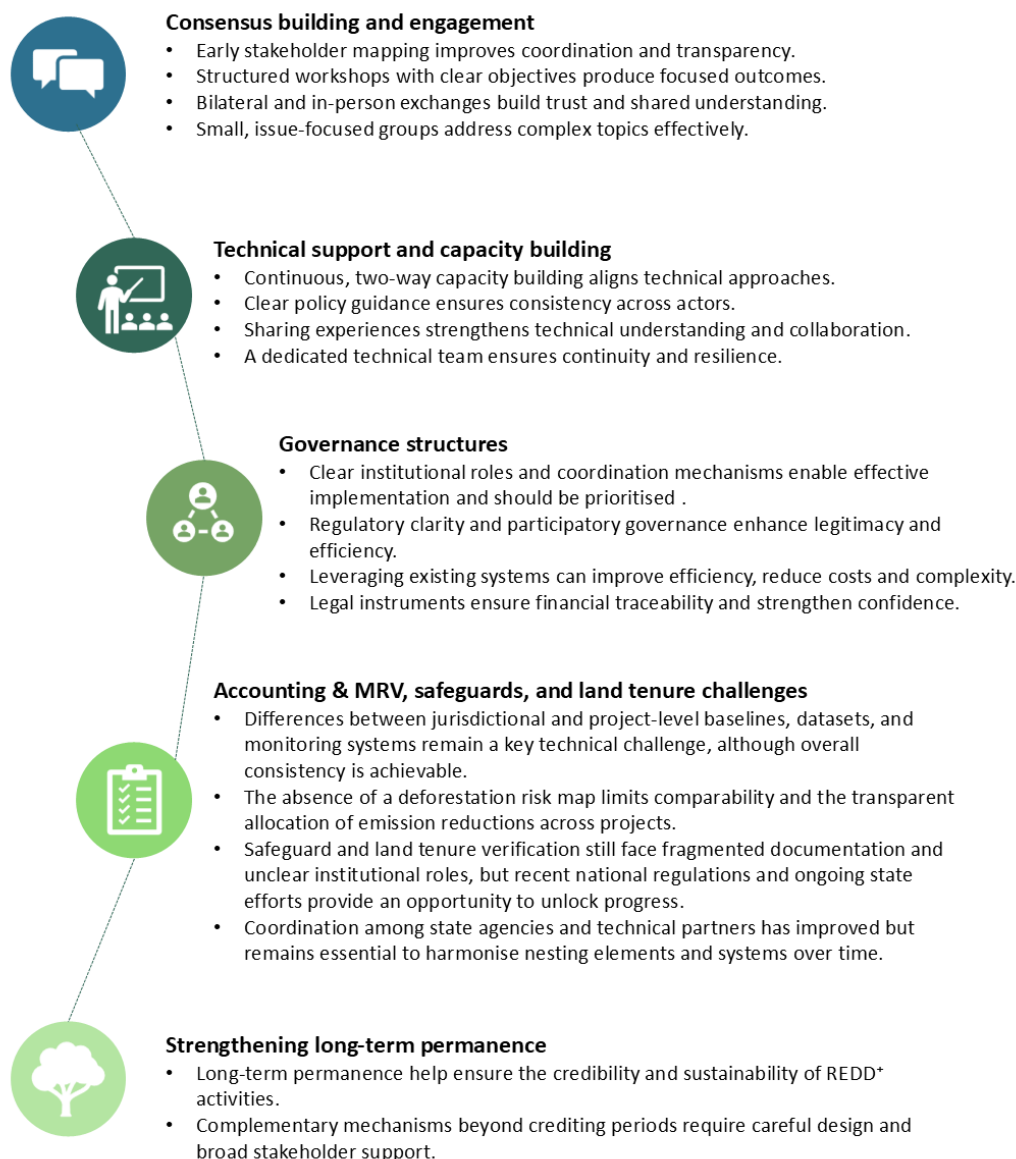 Consensus building and engagement
• Early stakeholder mapping improves coordination and transparency.
• Structured workshops with clear objectives produce focused outcomes.
• Bilateral and in-person exchanges build trust and shared understanding.
• Small, issue-focused groups address complex topics effectively.
Technical support and capacity building
• Continuous, two-way capacity building aligns technical approaches.
• Clear policy guidance ensures consistency across actors.
• Sharing experiences strengthens technical understanding and collaboration.
• A dedicated technical team ensures continuity and resilience.
Governance structures
• Clear institutional roles and coordination mechanisms enable effective
implementation and should be prioritised .
• Regulatory clarity and participatory governance enhance legitimacy and
efficiency.
• Leveraging existing systems can improve efficiency, reduce costs and complexity.
• Legal instruments ensure financial traceability and strengthen confidence.
Accounting & MRV, safeguards, and land tenure challenges
• Differences between jurisdictional and project-level baselines, datasets, and
monitoring systems remain a key technical challenge, although overall
consistency is achievable.
• The absence of a deforestation risk map limits comparability and the transparent
allocation of emission reductions across projects.
• Safeguard and land tenure verification still face fragmented documentation and
unclear institutional roles, but recent national regulations and ongoing state
efforts provide an opportunity to unlock progress.
• Coordination among state agencies and technical partners has improved but
remains essential to harmonise nesting elements and systems over time.
Strengthening long-term permanence
• Long-term permanence help ensure the credibility and sustainability of REDD⁺
activities.
• Complementary mechanisms beyond crediting periods require careful design and
broad stakeholder support.